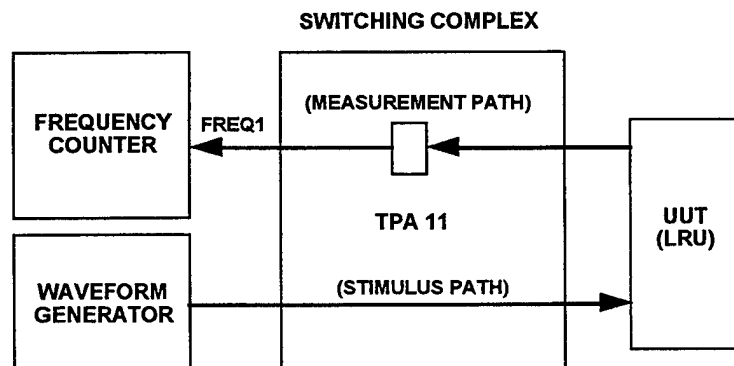 SWITCHING COMPLEX
FREQUENCY
COUNTER
FREQ1
(MEASUREMENT PATH)
TPA 11
UUT
(LRU)
WAVEFORM
GENERATOR
(STIMULUS PATH)